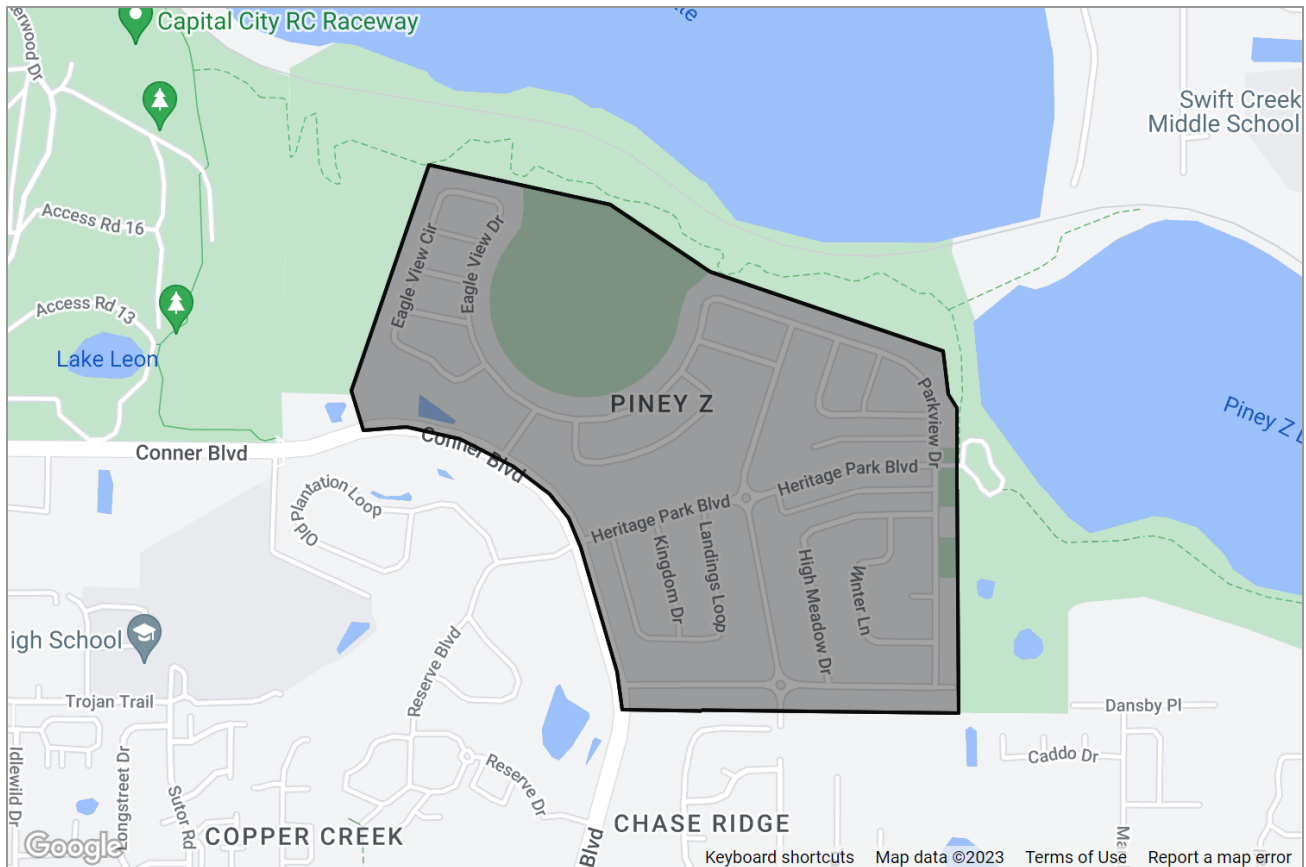 Capital City RC Raceway
Swift Creek
Middle School
Access Rd 16
Eagle View Cir
Eagle View Dr
Access Rd 13
Lake Leon
PINEY Z
Parkview Dr
Piney Z
Conner Blvd
Conner Blvd
Heritage Park Blvd
Old Plantation Loop
Heritage Park Blvd
Landings Loop
Kingdom Dr
High Meadow Dr
Winter Ln
igh School
Reserve Blvd
Trojan Trail
Dansby Pl
Caddo Dr
Idlewild Dr
Longstreet Dr
Sutor Rd
Reserve Dr
COPPER CREEK
CHASE RIDGE
Blvd
Google
Keyboard shortcuts Map data ©2023 Terms of Use Report a map error